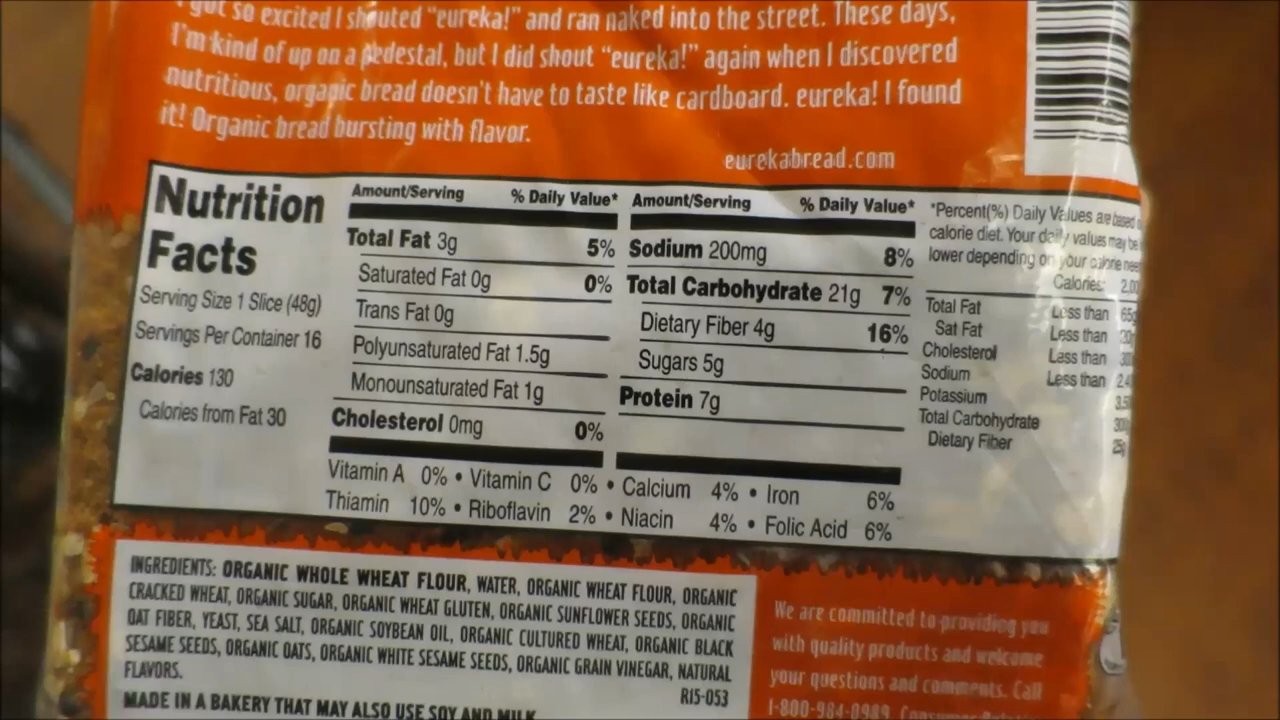 got so excited I shouted “eureka!” and ran naked into the street. These days,
I'm kind of up on a pedestal, but I did shout “eureka!” again when I discovered
nutritious, organic bread doesn't have to taste like cardboard. eureka! I found
it! Organic bread bursting with flavor.
eurekabread.com
Nutrition
Facts
Serving Size 1 Slice (48g)
Servings Per Container 16
Calories 130
Calories from Fat 30
Amount/Serving % Daily Value*
Total Fat 3g 5%
Saturated Fat 0g 0%
Trans Fat 0g
Polyunsaturated Fat 1.5g
Monounsaturated Fat 1g
Cholesterol 0mg 0%
Amount/Serving % Daily Value*
Sodium 200mg 8%
Total Carbohydrate 21g 7%
Dietary Fiber 4g 16%
Sugars 5g
Protein 7g
Vitamin A 0% • Vitamin C 0% • Calcium 4% • Iron 6%
Thiamin 10% • Riboflavin 2% • Niacin 4% • Folic Acid 6%
*Percent(%) Daily Values are based
calorie diet. Your daily values may be
lower depending on your calorie
Calories:
Total Fat Less than 65g
Sat Fat Less than
Cholesterol Less than
Sodium Less than
Potassium
Total Carbohydrate
Dietary Fiber 25g
INGREDIENTS: ORGANIC WHOLE WHEAT FLOUR, WATER, ORGANIC WHEAT FLOUR, ORGANIC
CRACKED WHEAT, ORGANIC SUGAR, ORGANIC WHEAT GLUTEN, ORGANIC SUNFLOWER SEEDS, ORGANIC
OAT FIBER, YEAST, SEA SALT, ORGANIC SOYBEAN OIL, ORGANIC CULTURED WHEAT, ORGANIC BLACK
SESAME SEEDS, ORGANIC OATS, ORGANIC WHITE SESAME SEEDS, ORGANIC GRAIN VINEGAR, NATURAL
FLAVORS.
R15-053
MADE IN A BAKERY THAT MAY ALSO USE SOY AND MILK
We are committed to providing you
with quality products and welcome
your questions and comments. Call
1-800-984-0989. Consumer